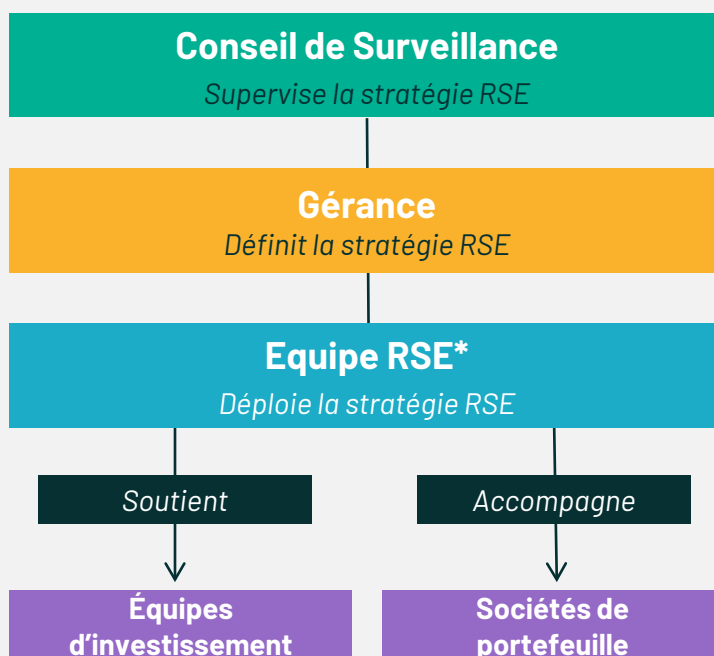 Conseil de Surveillance
Supervise la stratégie RSE
Gérance
Définit la stratégie RSE
Equipe RSE*
Déploie la stratégie RSE
Soutient
Accompagne
Équipes
d'investissement
Sociétés de
portefeuille